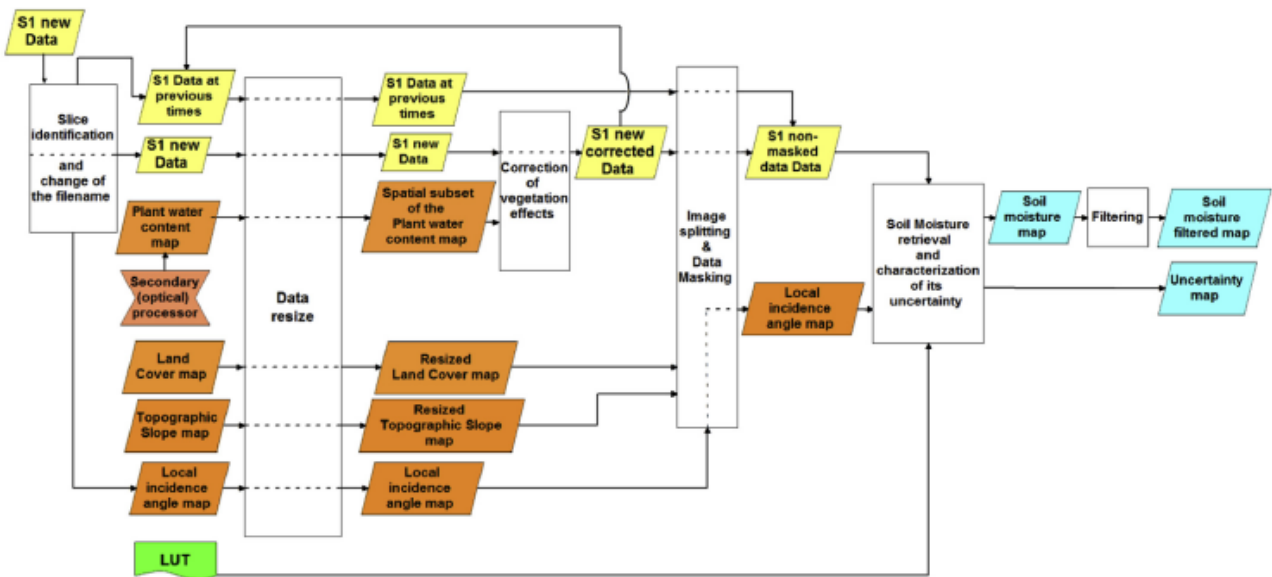 S1 new
Data
Slice
identification
and
change of
the filename
S1 Data at
previous
times
S1 new
Data
Plant water
content
map
Secondary
(optical)
processor
Land
Cover map
Topographic
Slope map
Local
incidence
angle map
LUT
Data
resize
S1 Data at
previous
times
S1 new
Data
Spatial subset
of the
Plant water
content map
Resized
Land Cover map
Resized
Topographic Slope
map
Local
incidence
angle map
Correction
of
vegetation
effects
S1 new
corrected
Data
Image
splitting
&
Data
Masking
S1 non-
masked
data Data
Local
incidence
angle map
Soil Moisture
retrieval
and
characterization
of its
uncertainty
Soil
moisture
map
Filtering
Soil
moisture
filtered map
Uncertainty
map